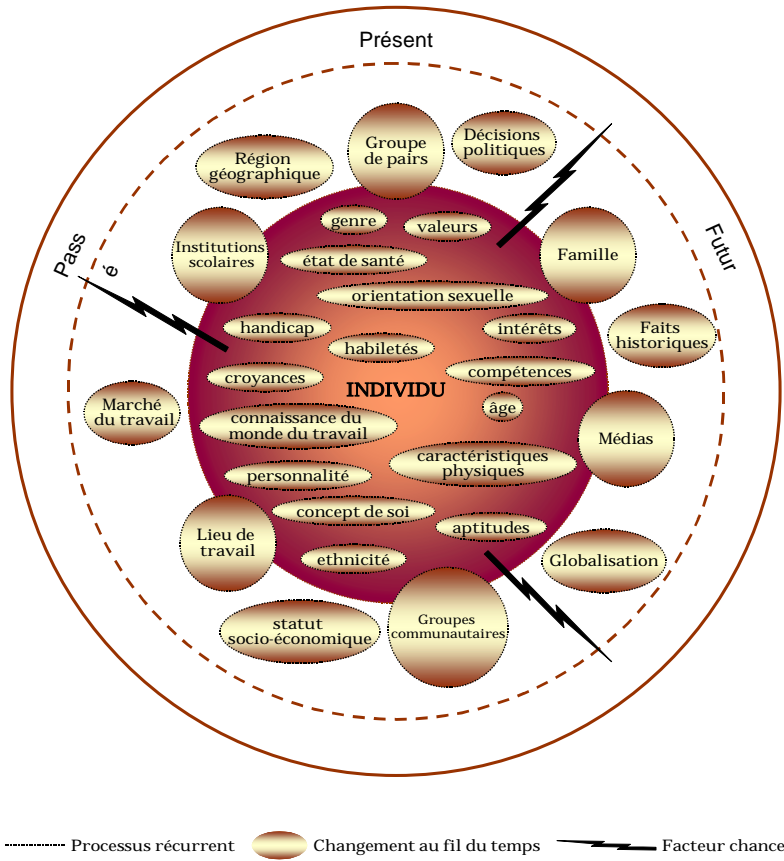 Présent
Décisions
politiques
Groupe
de pairs
Région
géographique
genre
valeurs
Pass
é
Futur
Institutions
scolaires
Famille
état de santé
orientation sexuelle
handicap
intérêts
Faits
historiques
habiletés
croyances
compétences
INDIVIDU
Marché
du travail
connaissance du
monde du travail
âge
Médias
caractéristiques
physiques
personnalité
concept de soi
Lieu de
travail
aptitudes
ethnicité
Globalisation
statut
socio-économique
Groupes
communautaires
Processus récurrent
Changement au fil du temps
Facteur chance